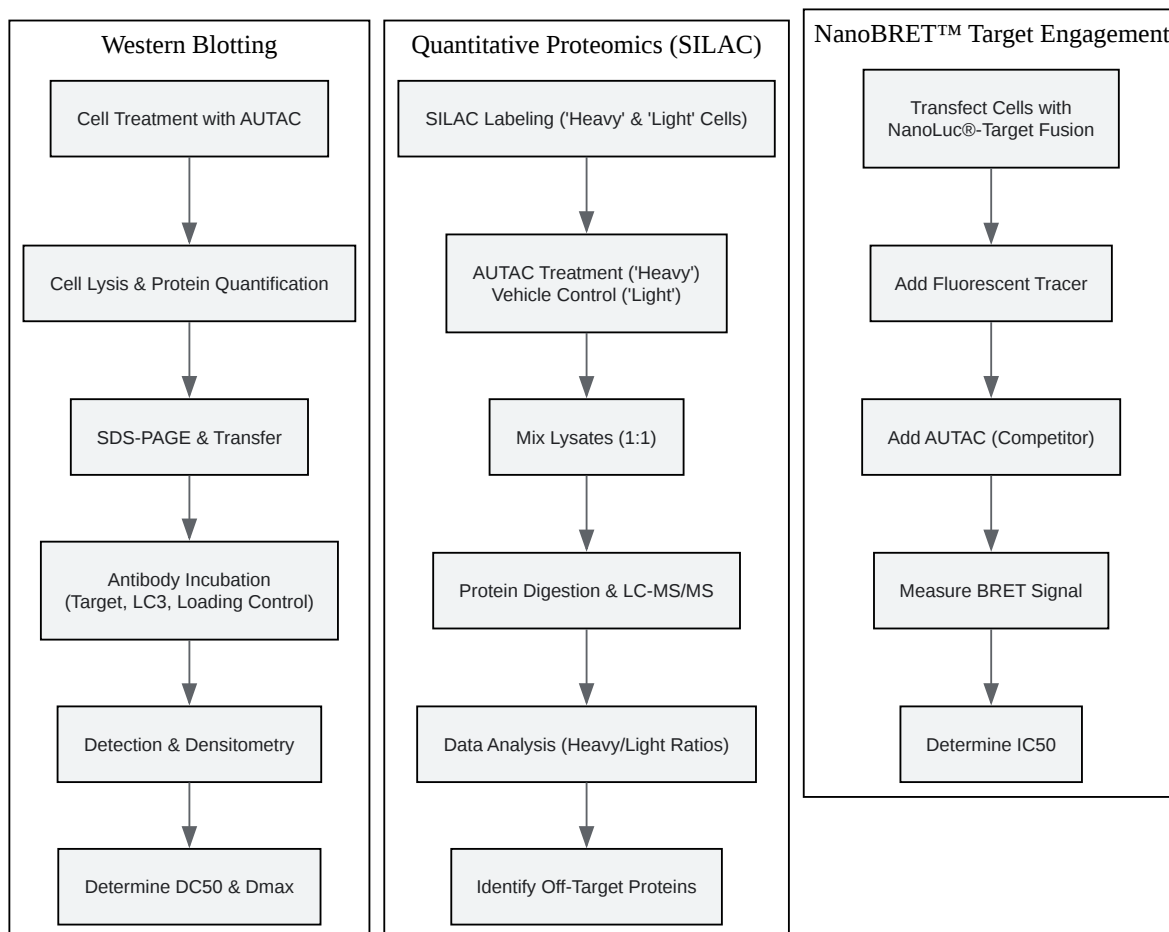 Western Blotting
Cell Treatment with AUTAC
Cell Lysis & Protein Quantification
SDS-PAGE & Transfer
Antibody Incubation
(Target, LC3, Loading Control)
Detection & Densitometry
Determine DC50 & Dmax
Quantitative Proteomics (SILAC)
SILAC Labeling ('Heavy' & 'Light' Cells)
AUTAC Treatment ('Heavy')
Vehicle Control ('Light')
Mix Lysates (1:1)
Protein Digestion & LC-MS/MS
Data Analysis (Heavy/Light Ratios)
Identify Off-Target Proteins
NanoBRET™ Target Engagement
Transfect Cells with
NanoLuc®-Target Fusion
Add Fluorescent Tracer
Add AUTAC (Competitor)
Measure BRET Signal
Determine IC50